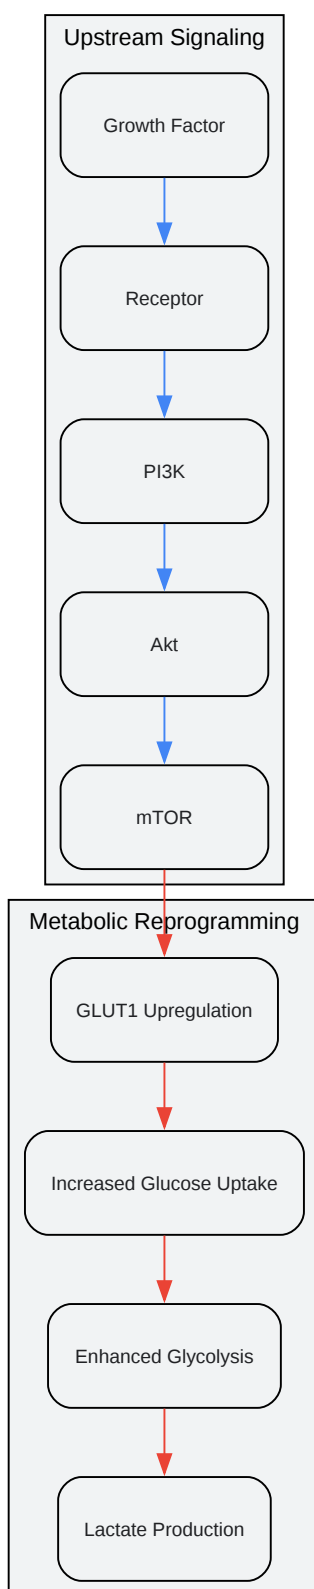 Upstream Signaling
Growth Factor
Receptor
PI3K
Akt
mTOR
Metabolic Reprogramming
GLUT1 Upregulation
Increased Glucose Uptake
Enhanced Glycolysis
Lactate Production